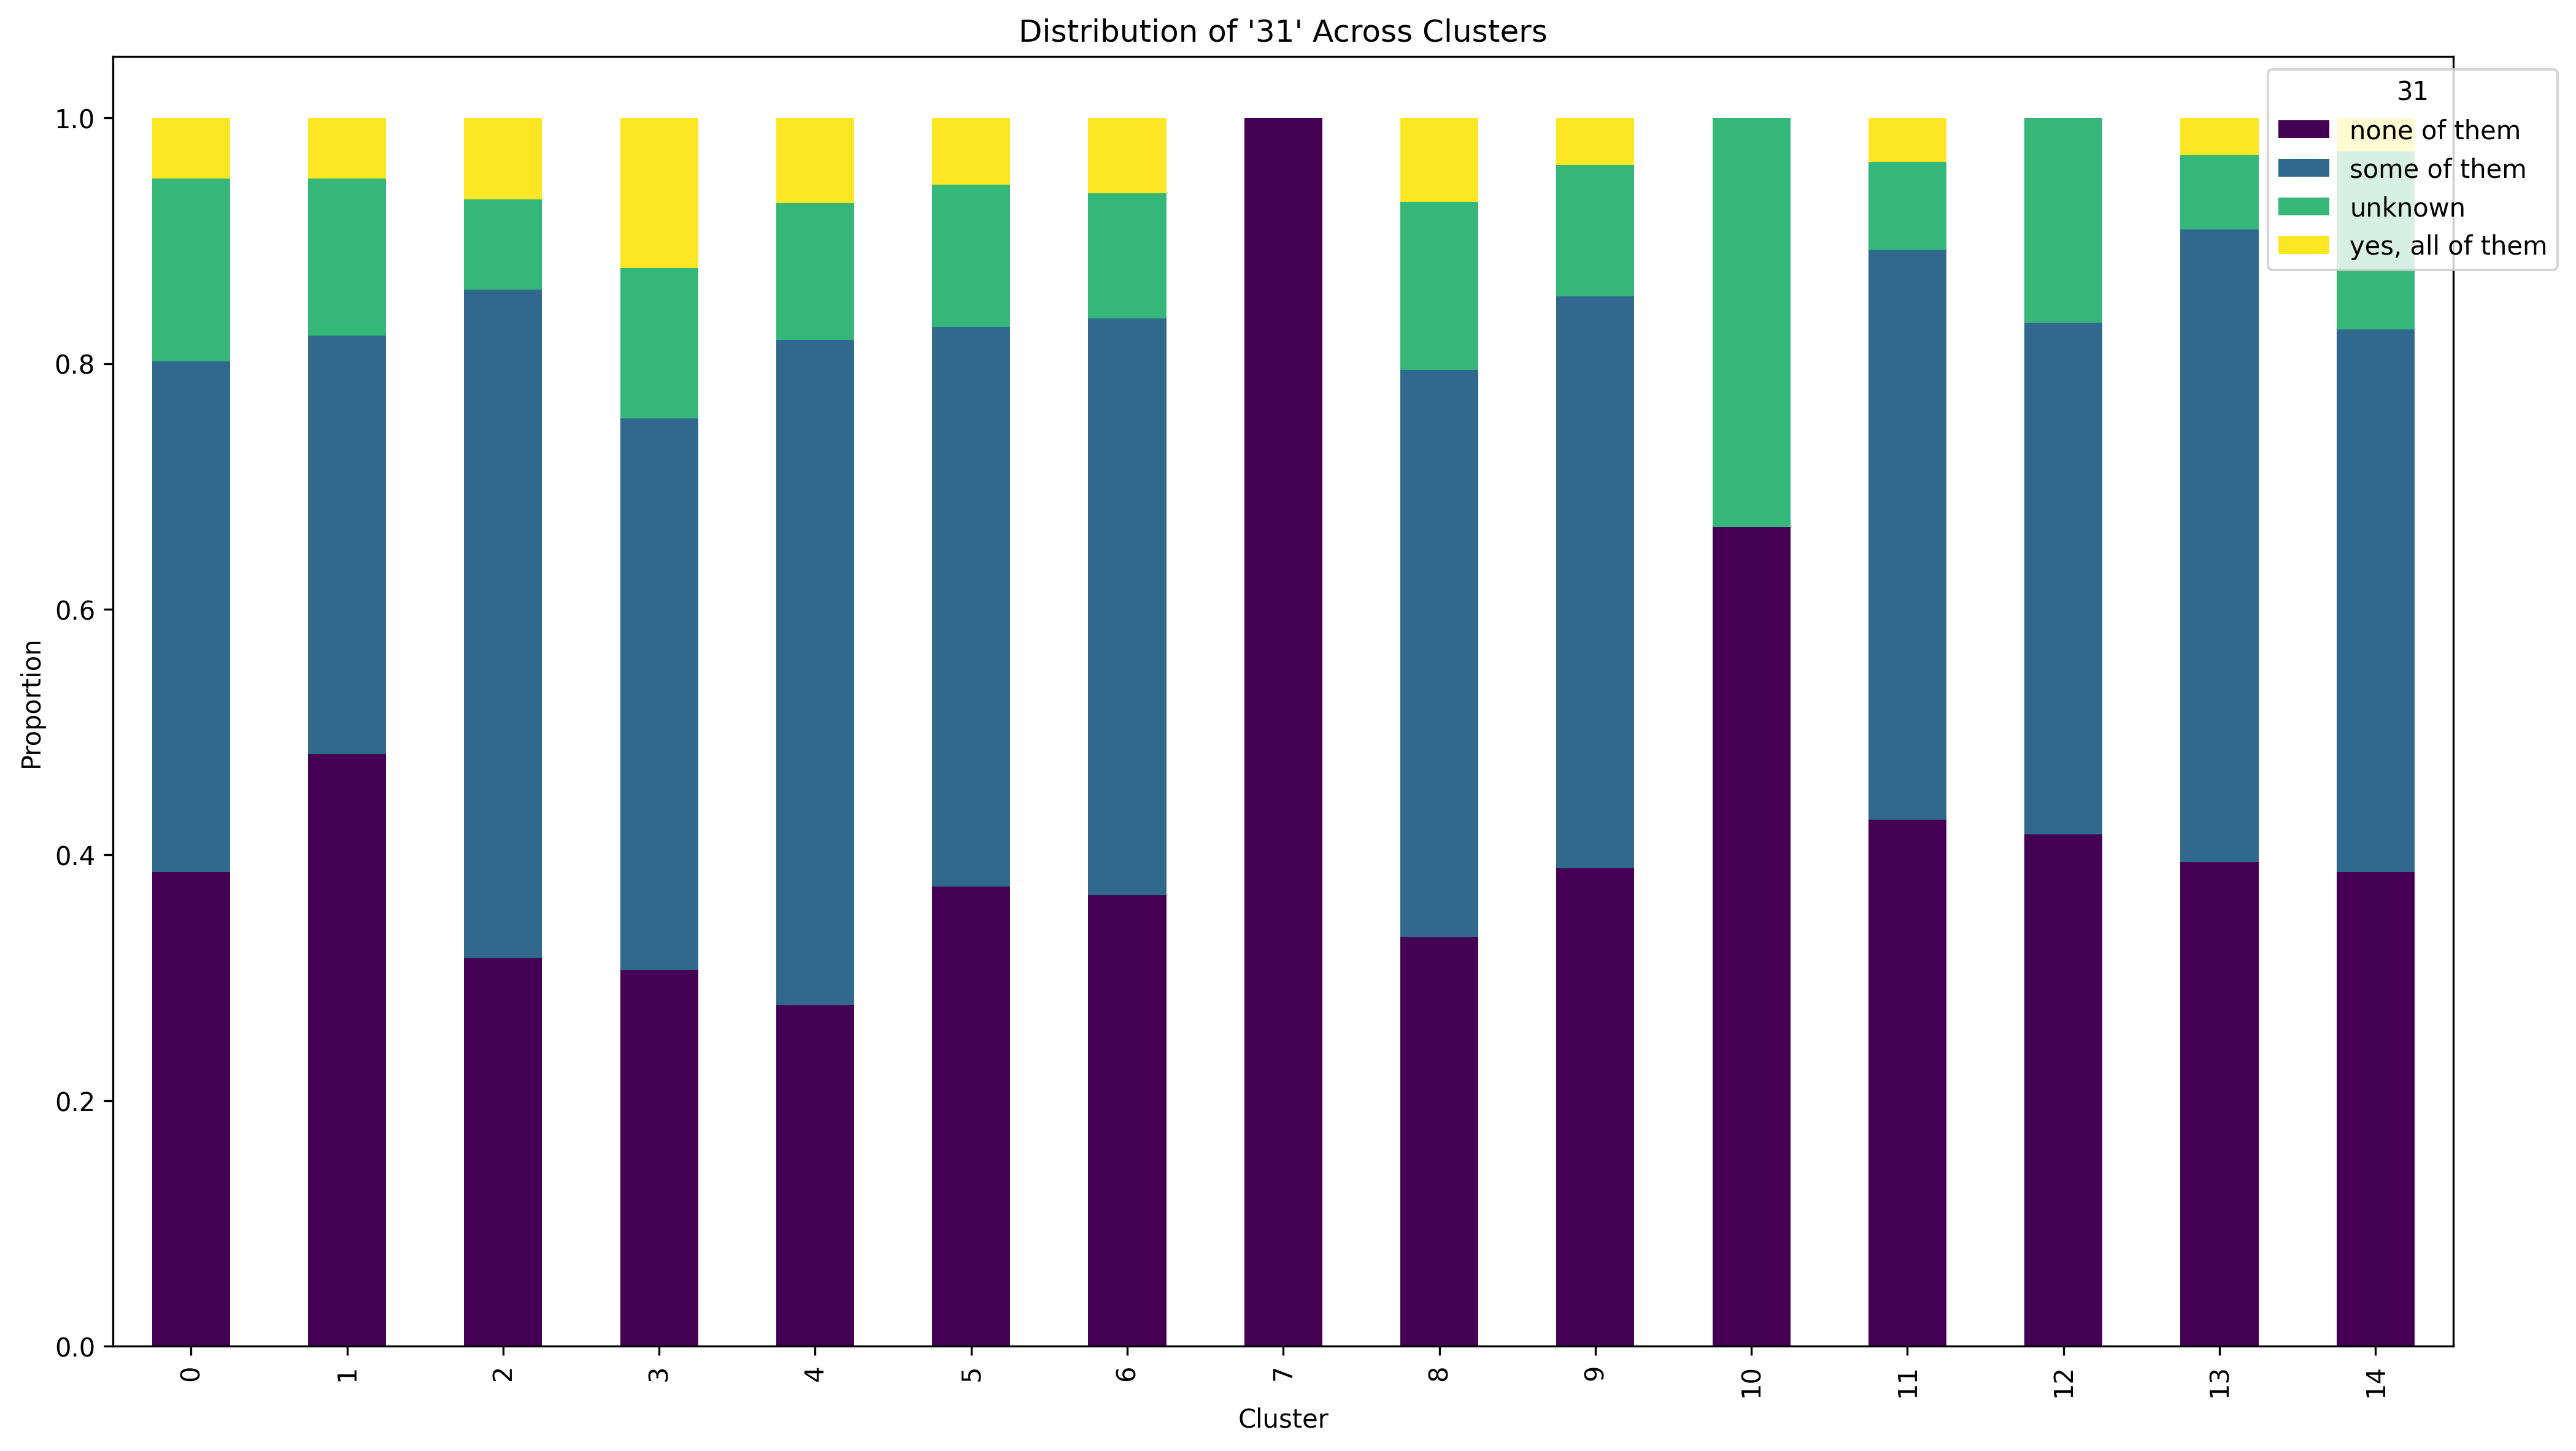 Distribution of '31' Across Clusters
31
none of them
some of them
unknown
yes, all of them
1.0
0.8
0.6
0.4
0.2
0.0
Proportion
0 1 2 3 4 5 6 7 8 9 10 11 12 13 14
Cluster